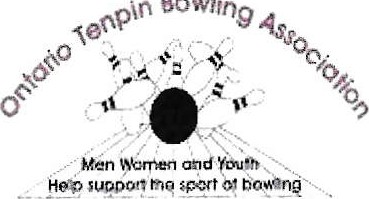 Ontario Tenpin Bowling Association
Men Women and Youth
Help support the sport of bowling